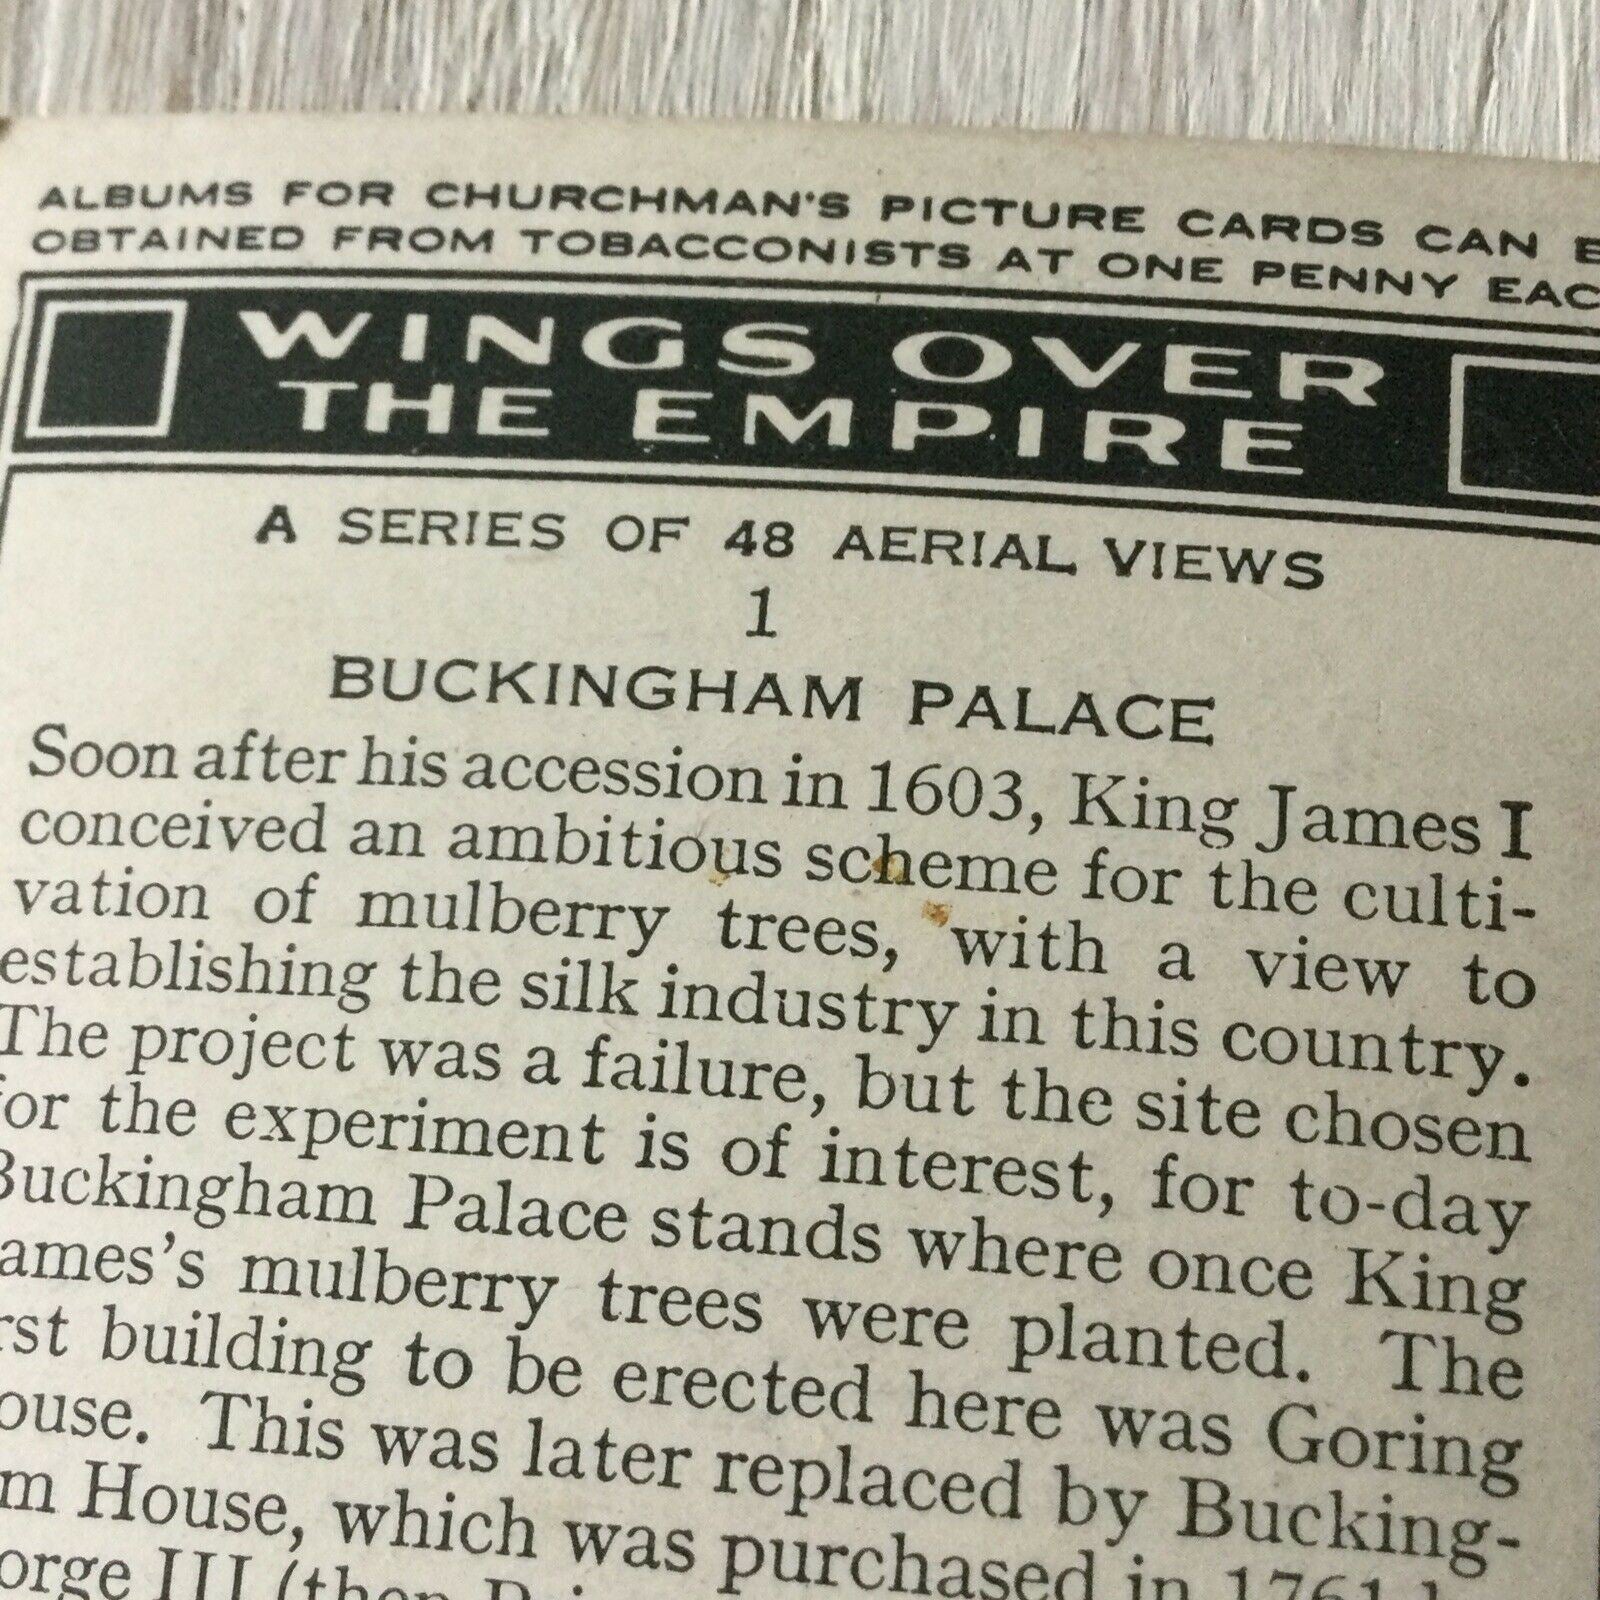 ALBUMS FOR CHURCHMAN'S PICTURE CARDS CAN
OBTAINED FROM TOBACCONISTS AT ONE PENNY EAC
WINGS OVER
THE EMPIRE
A SERIES OF 48 AERIAL VIEWS
1
BUCKINGHAM PALACE
Soon after his accession in 1603, King James I
conceived an ambitious scheme for the culti-
vation of mulberry trees, with a view to
establishing the silk industry in this country.
The project was a failure, but the site chosen
for the experiment is of interest, for to-day
Buckingham Palace stands where once King
ames's mulberry trees were planted. The
rst building to be erected here was Goring
ouse. This was later replaced by Bucking-
m House, which was purchased in 1761
orge III (then